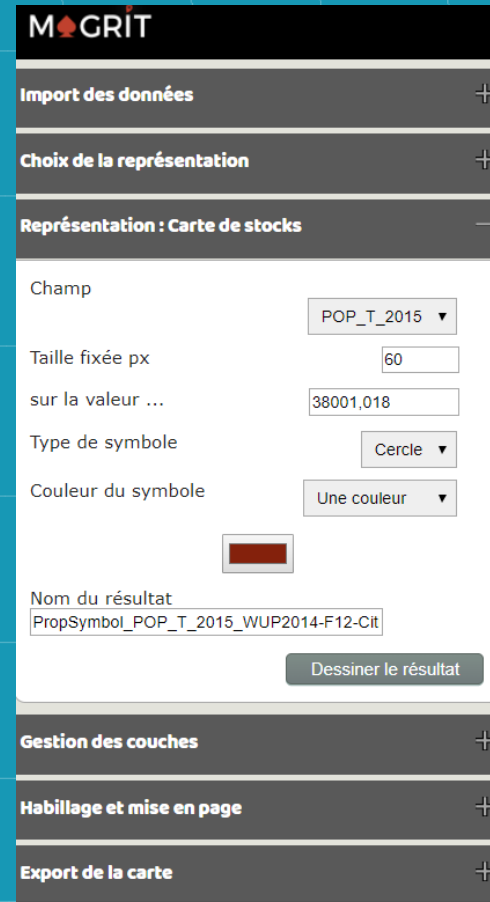 MAGRIT
Import des données
Choix de la représentation
Représentation : Carte de stocks
Champ
POP_T_2015
Taille fixée px
60
sur la valeur ...
38001,018
Type de symbole
Cercle
Couleur du symbole
Une couleur
Nom du résultat
PropSymbol_POP_T_2015_WUP2014-F12-Cit
Dessiner le résultat
Gestion des couches
Habillage et mise en page
Export de la carte